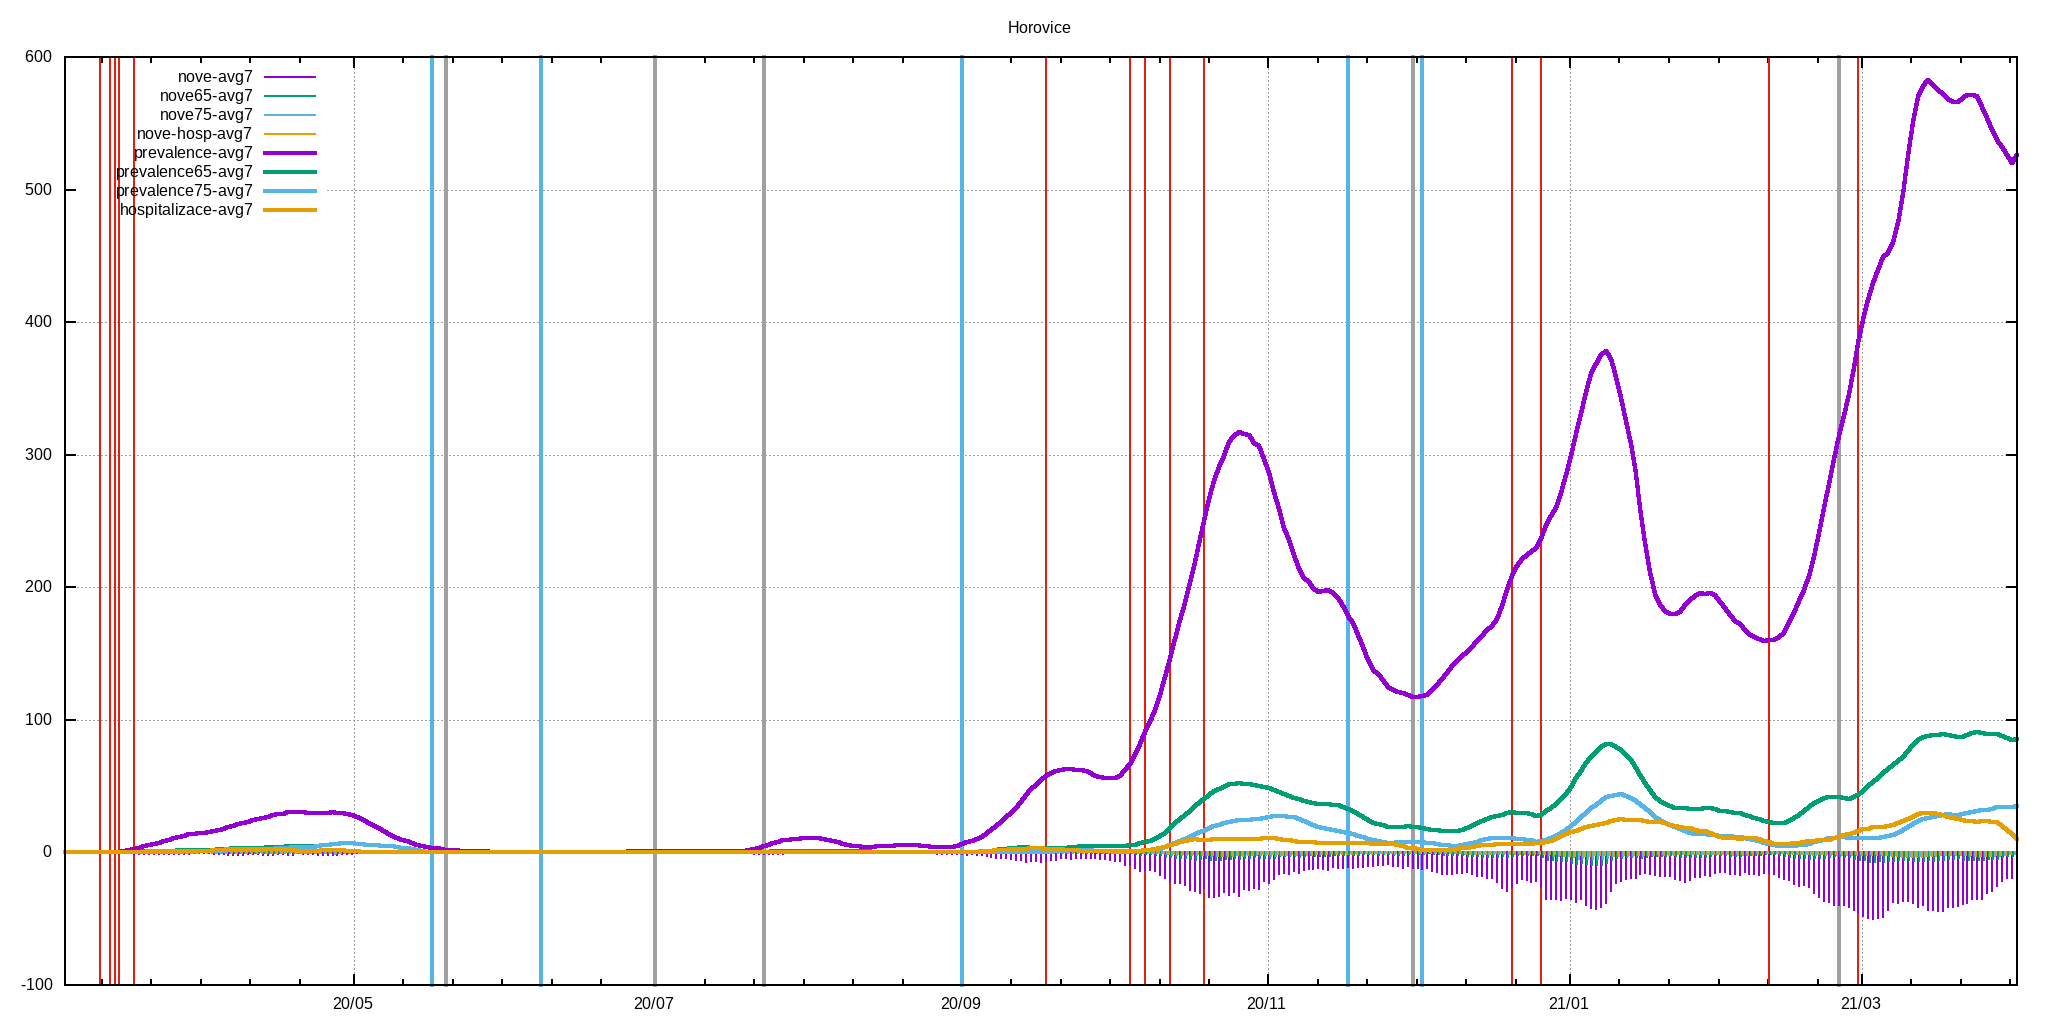 Horovice
600
nove-avg7
nove65-avg7
nove75-avg7
nove-hosp-avg7
prevalence-avg7
prevalence65-avg7
prevalence75-avg7
hospitalizace-avg7
500
400
300
200
100
0
-100
20/05 20/07 20/09 20/11 21/01 21/03